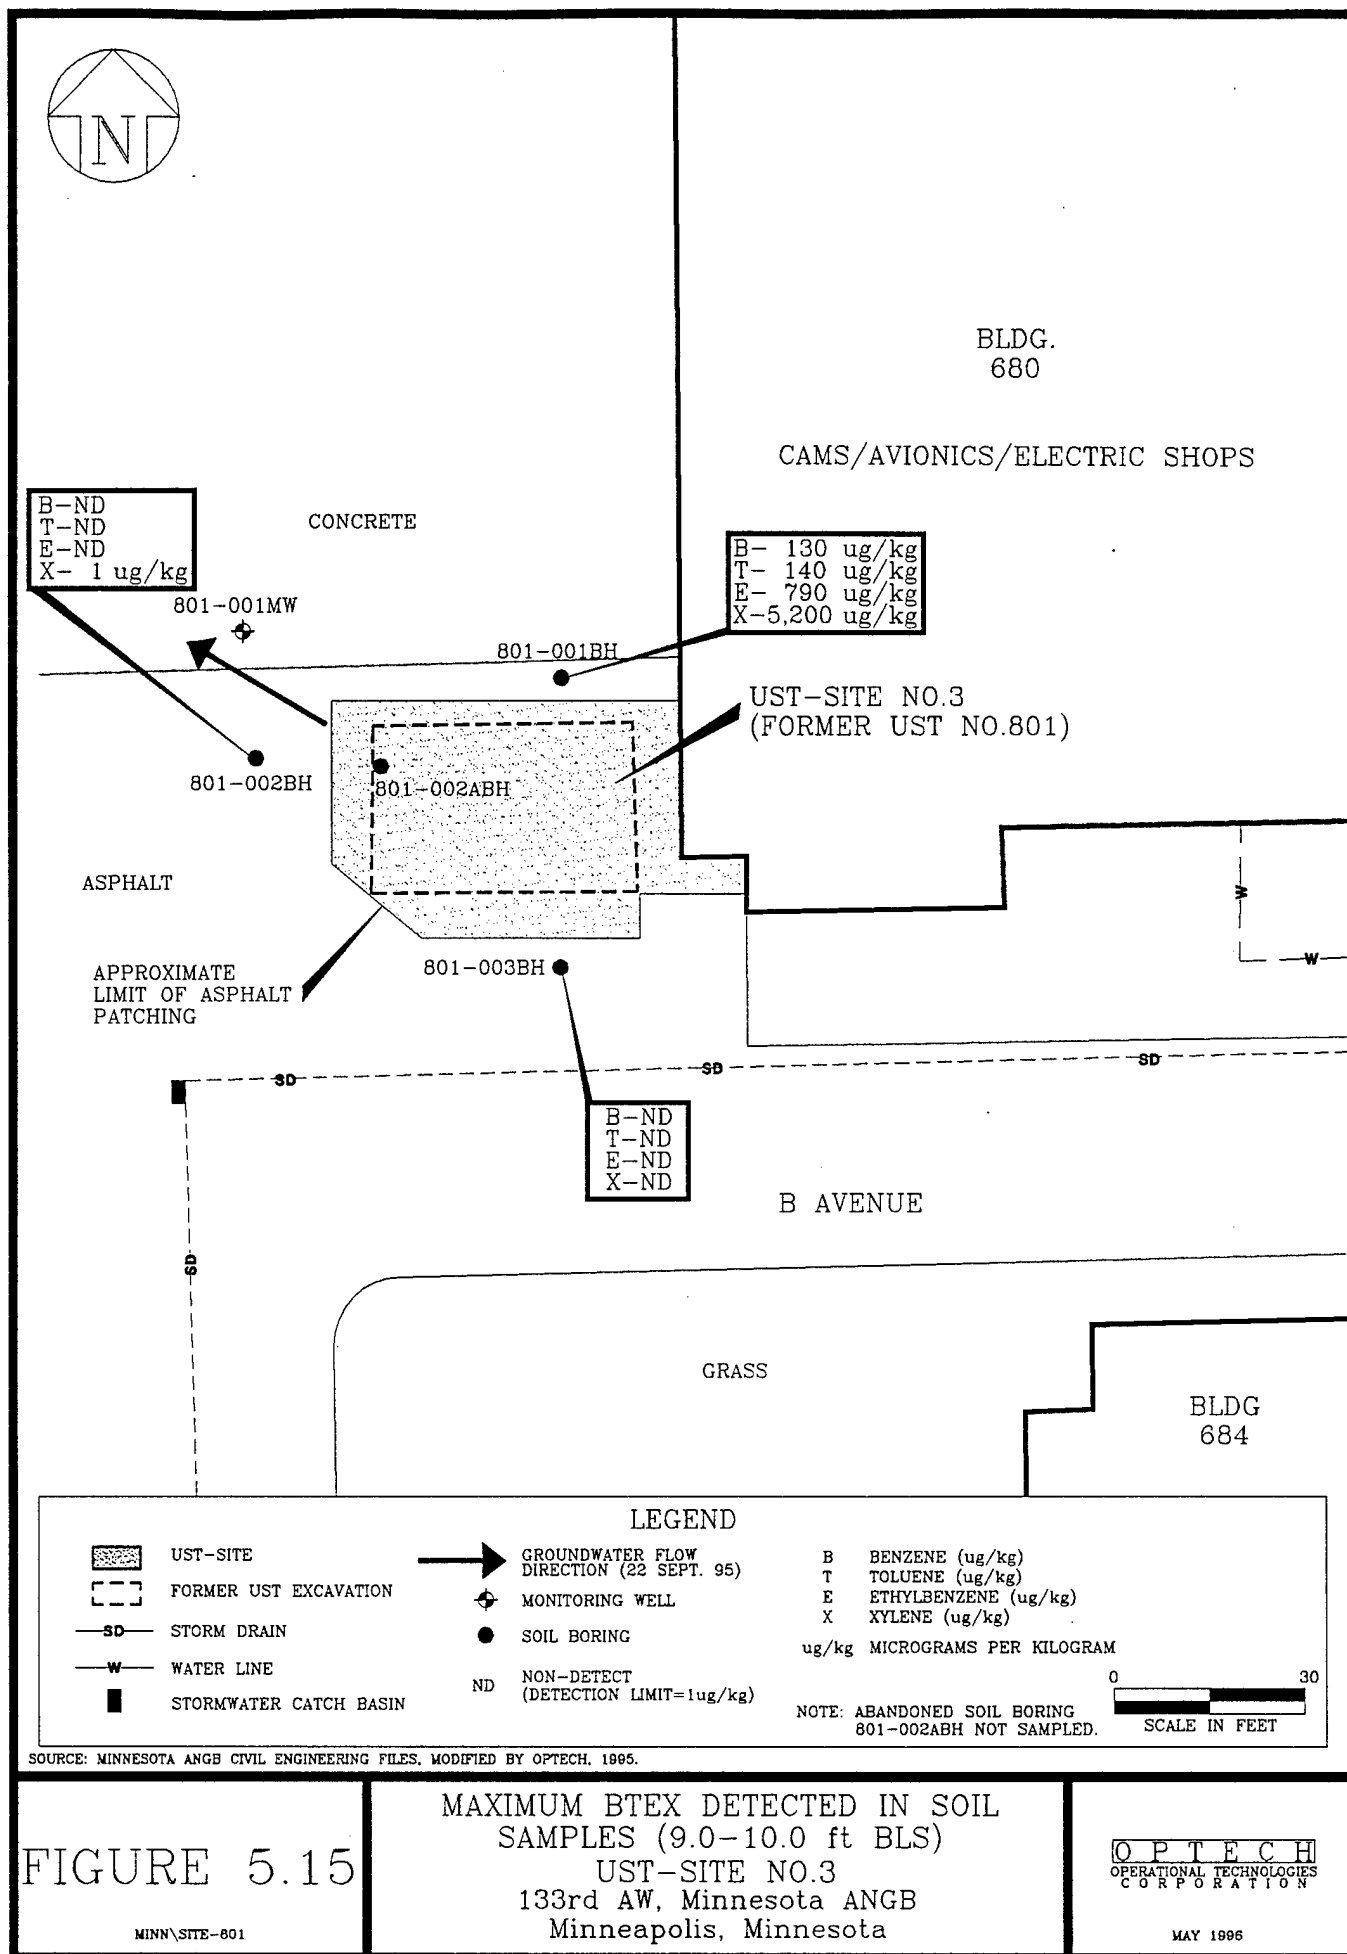 N
BLDG.
680
CAMS/AVIONICS/ELECTRIC SHOPS
B-ND
T-ND
E-ND
X- 1 ug/kg
CONCRETE
B- 130 ug/kg
T- 140 ug/kg
E- 790 ug/kg
X-5,200 ug/kg
801-001MW
801-001BH
UST-SITE NO.3
(FORMER UST NO.801)
801-002BH
801-002ABH
ASPHALT
W
W
801-003BH
APPROXIMATE
LIMIT OF ASPHALT
PATCHING
SD
SD
SD
B-ND
T-ND
E-ND
X-ND
B AVENUE
SD
GRASS
BLDG
684
LEGEND
UST-SITE
FORMER UST EXCAVATION
SD STORM DRAIN
W WATER LINE
STORMWATER CATCH BASIN
GROUNDWATER FLOW
DIRECTION (22 SEPT. 95)
MONITORING WELL
SOIL BORING
ND NON-DETECT
(DETECTION LIMIT=1ug/kg)
B BENZENE (ug/kg)
T TOLUENE (ug/kg)
E ETHYLBENZENE (ug/kg)
X XYLENE (ug/kg)
ug/kg MICROGRAMS PER KILOGRAM
NOTE: ABANDONED SOIL BORING
801-002ABH NOT SAMPLED.
0 30
SCALE IN FEET
SOURCE: MINNESOTA ANGB CIVIL ENGINEERING FILES, MODIFIED BY OPTECH, 1995.
FIGURE 5.15
MINN\SITE-801
MAXIMUM BTEX DETECTED IN SOIL
SAMPLES (9.0-10.0 ft BLS)
UST-SITE NO.3
133rd AW, Minnesota ANGB
Minneapolis, Minnesota
OPTECH
OPERATIONAL TECHNOLOGIES
CORPORATION
MAY 1996